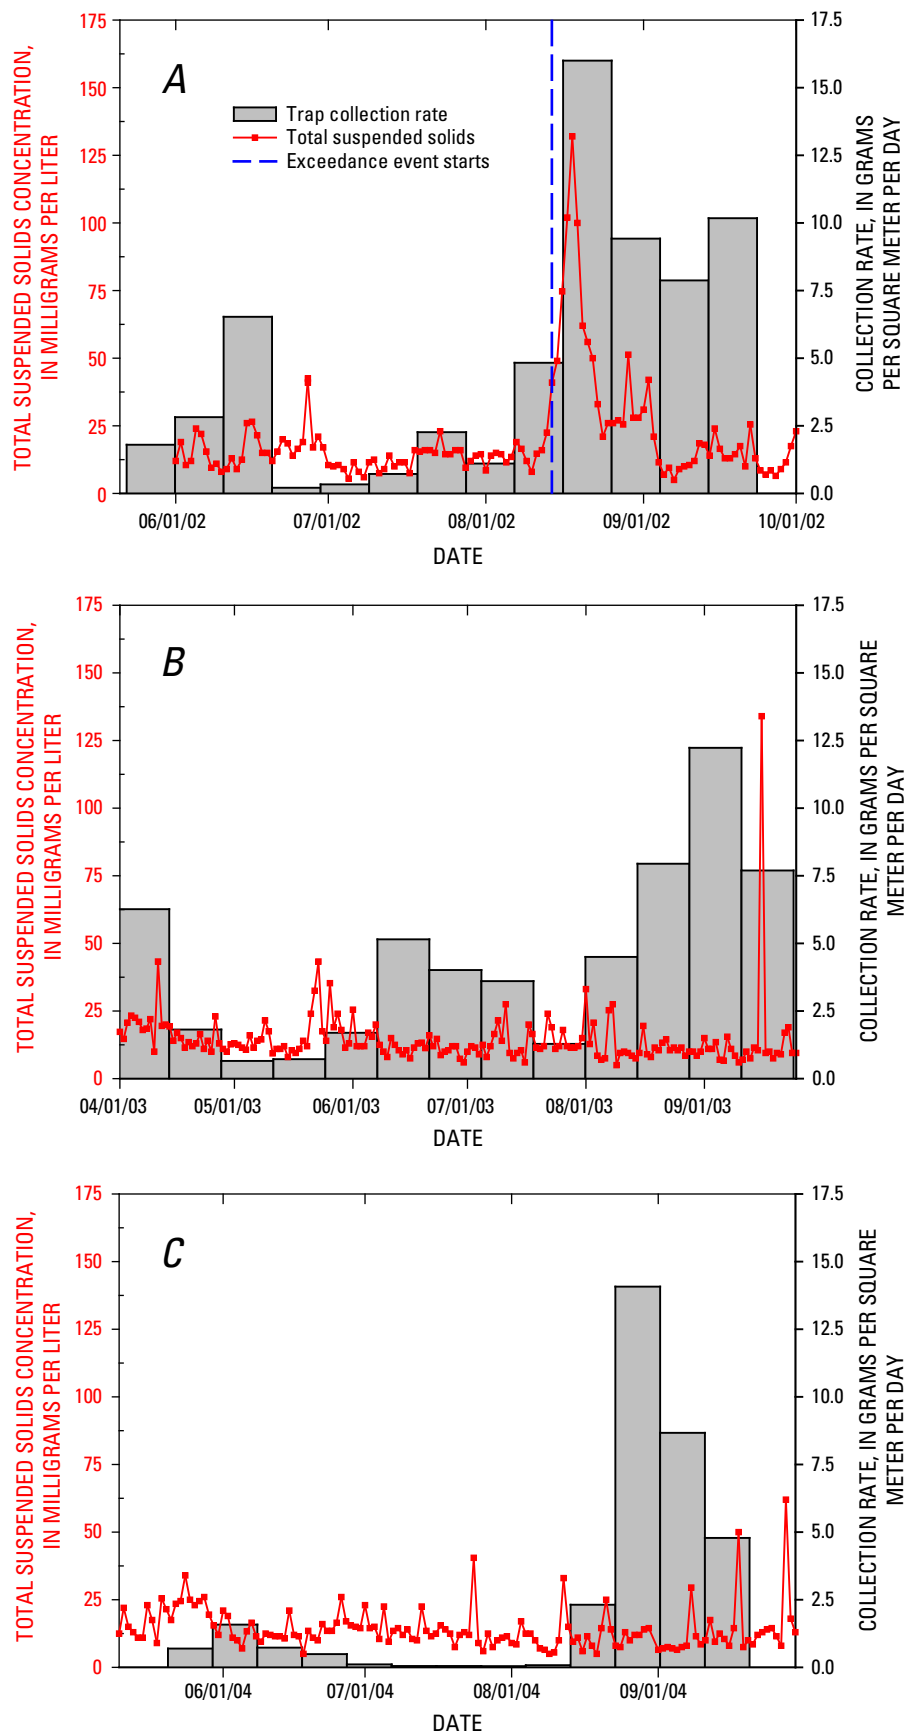 TOTAL SUSPENDED SOLIDS CONCENTRATION,
IN MILLIGRAMS PER LITER
175
150
125
100
75
50
25
0
A
Trap collection rate
Total suspended solids
Exceedance event starts
17.5
15.0
12.5
10.0
7.5
5.0
2.5
0.0
COLLECTION RATE, IN GRAMS
PER SQUARE METER PER DAY
06/01/02 07/01/02 08/01/02 09/01/02 10/01/02
DATE
TOTAL SUSPENDED SOLIDS CONCENTRATION,
IN MILLIGRAMS PER LITER
175
150
125
100
75
50
25
0
B
17.5
15.0
12.5
10.0
7.5
5.0
2.5
0.0
COLLECTION RATE, IN GRAMS PER SQUARE
METER PER DAY
04/01/03 05/01/03 06/01/03 07/01/03 08/01/03 09/01/03
DATE
TOTAL SUSPENDED SOLIDS CONCENTRATION,
IN MILLIGRAMS PER LITER
175
150
125
100
75
50
25
0
C
17.5
15.0
12.5
10.0
7.5
5.0
2.5
0.0
COLLECTION RATE, IN GRAMS PER SQUARE
METER PER DAY
06/01/04 07/01/04 08/01/04 09/01/04
DATE